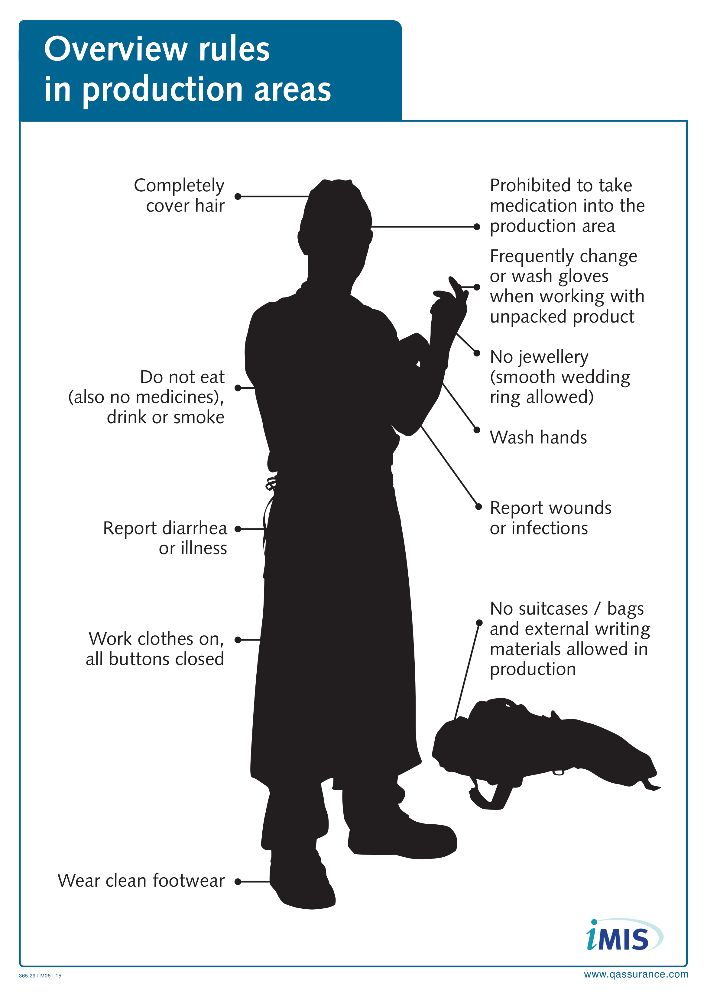 Overview rules
in production areas
Completely
cover hair
Do not eat
(also no medicines),
drink or smoke
Report diarrhea
or illness
Work clothes on,
all buttons closed
Wear clean footwear
Prohibited to take
medication into the
production area
Frequently change
or wash gloves
when working with
unpacked product
No jewellery
(smooth wedding
ring allowed)
Wash hands
Report wounds
or infections
No suitcases / bags
and external writing
materials allowed in
production
iMIS
365.29 | M06 | 15
www.qassurance.com